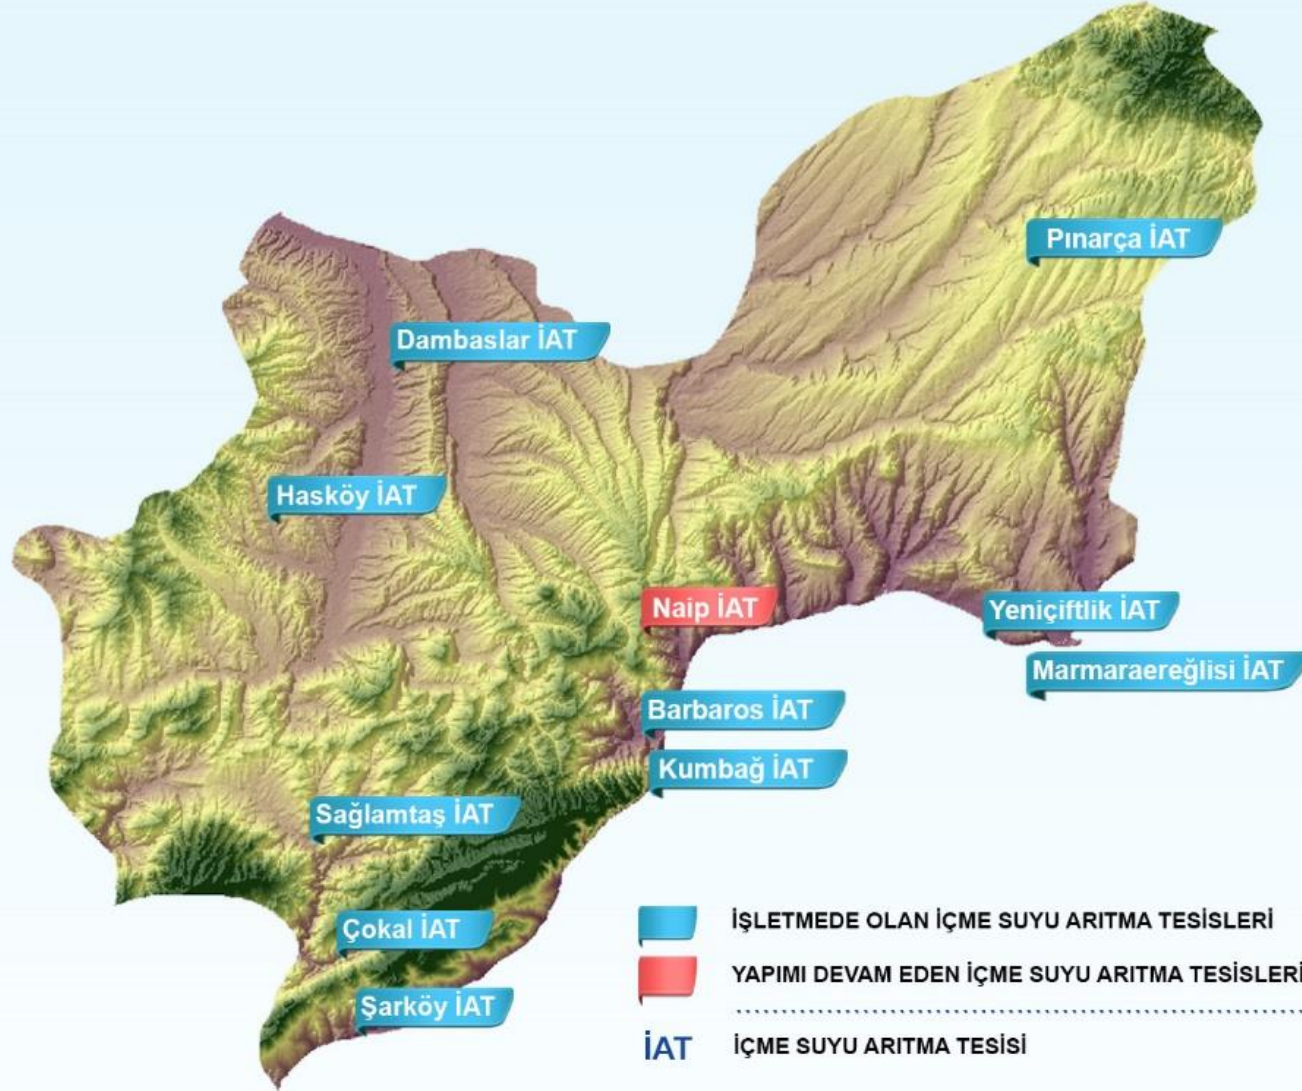 Pınarça İAT
Dambaslar İAT
Hasköy İAT
Naip İAT
Yeniçiftlik İAT
Marmaraereğlisi İAT
Barbaros İAT
Kumbağ İAT
Sağlamtaş İAT
Çokal İAT
Şarköy İAT
İŞLETMEDE OLAN İÇME SUYU ARITMA TESİSLERİ
YAPIMI DEVAM EDEN İÇME SUYU ARITMA TESİSLERİ
İAT İÇME SUYU ARITMA TESİSİ